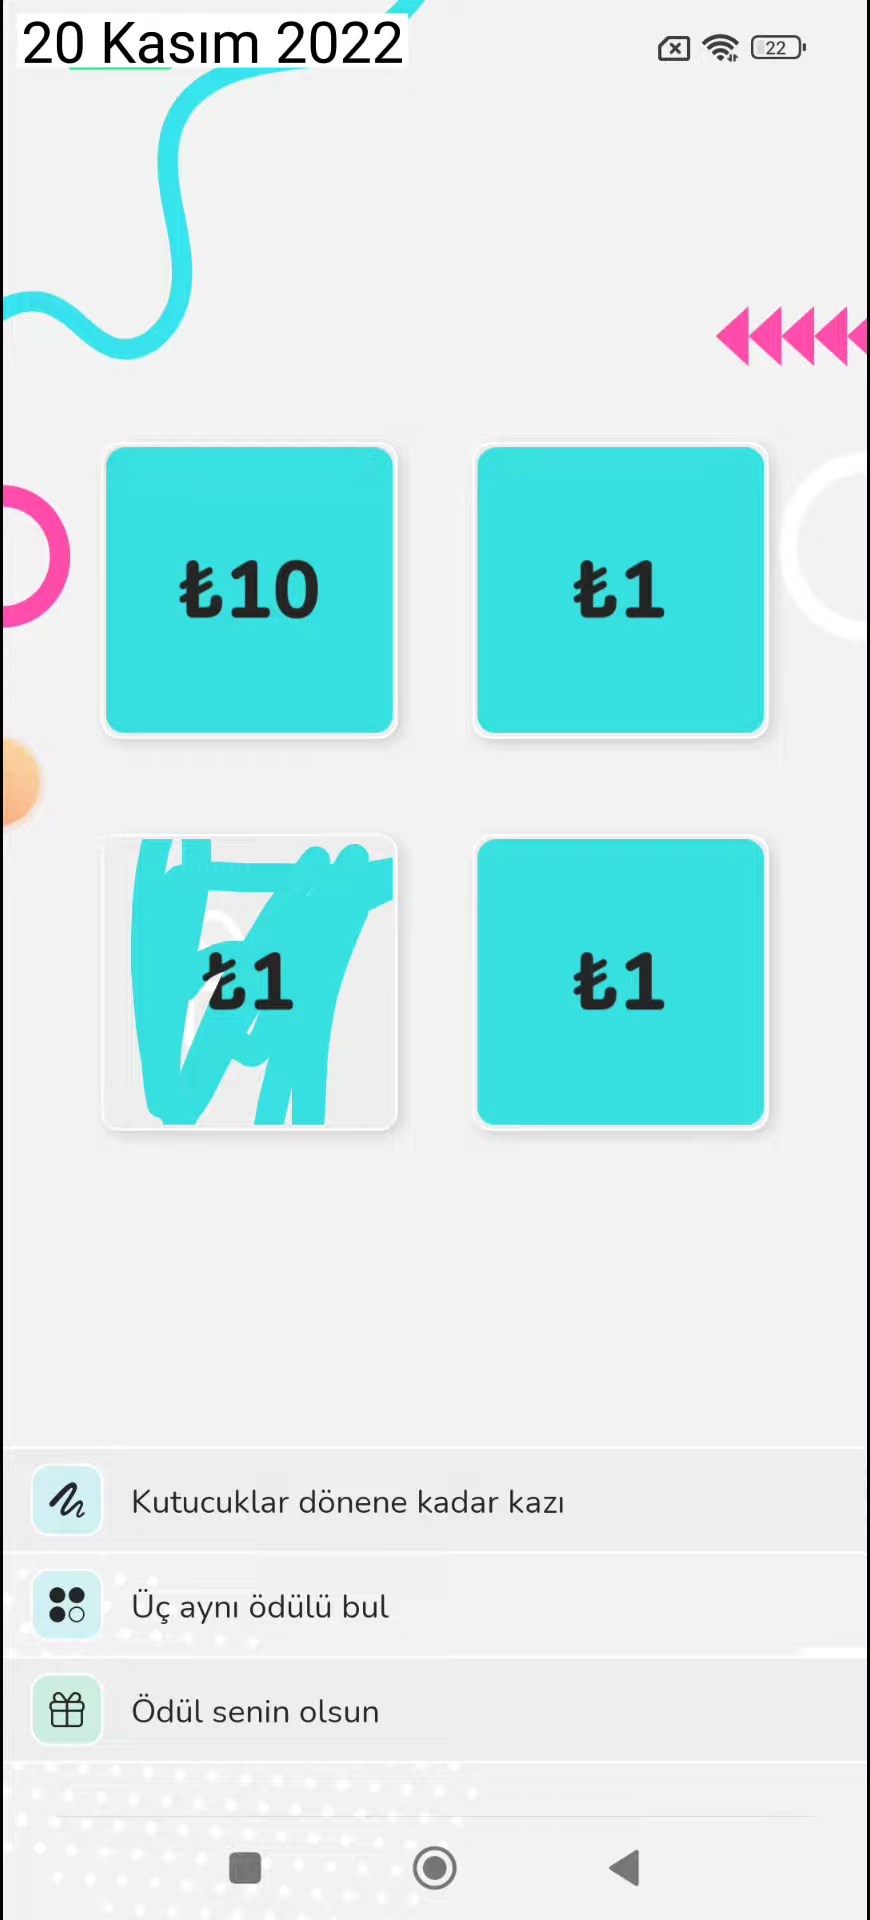 20 Kasım 2022
22
₺10
₺1
₺1
₺1
Kutucuklar dönene kadar kazı
Üç aynı ödülü bul
Ödül senin olsun